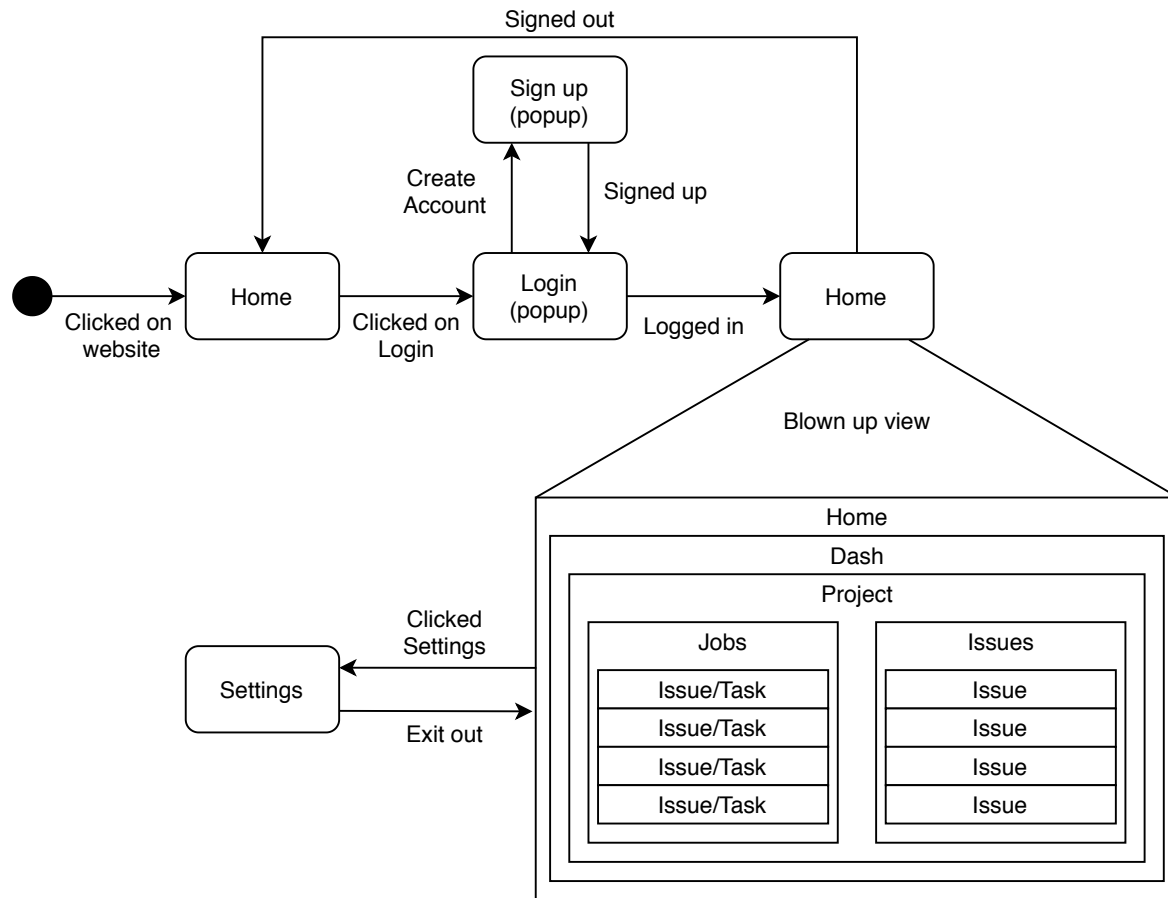 Signed out
Sign up
(popup)
Create
Account
Signed up
Home
Login
(popup)
Home
Clicked on
website
Clicked on
Login
Logged in
Blown up view
Home
Dash
Project
Clicked
Settings
Jobs
Issues
Settings
Issue/Task
Issue
Issue/Task
Issue
Exit out
Issue/Task
Issue
Issue/Task
Issue